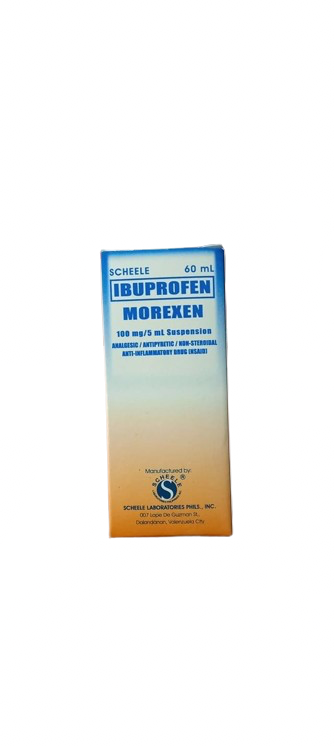 SCHEELE 60 mL
IBUPROFEN
MOREXEN
100 mg/5 mL Suspension
ANALGESIC / ANTIPYRETIC / NON-STEROIDAL
ANTI-INFLAMMATORY DRUG (NSAID)
Manufactured by:
SCHEELE ®
S
SCHEELE LABORATORIES PHILS., INC.
007 Lope De Guzman St.,
Dalandanan, Valenzuela City